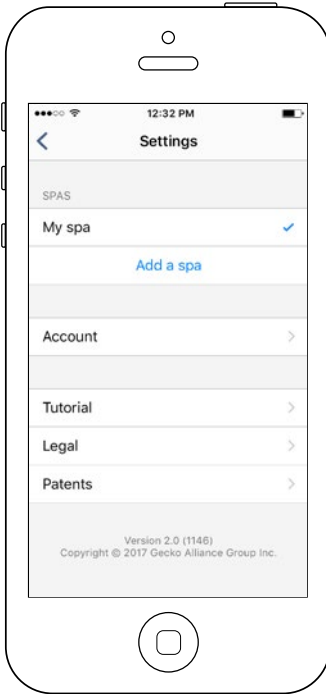 12:32 PM
Settings
SPAS
My spa
Add a spa
Account
Tutorial
Legal
Patents
Version 2.0 (1146)
Copyright © 2017 Gecko Alliance Group Inc.